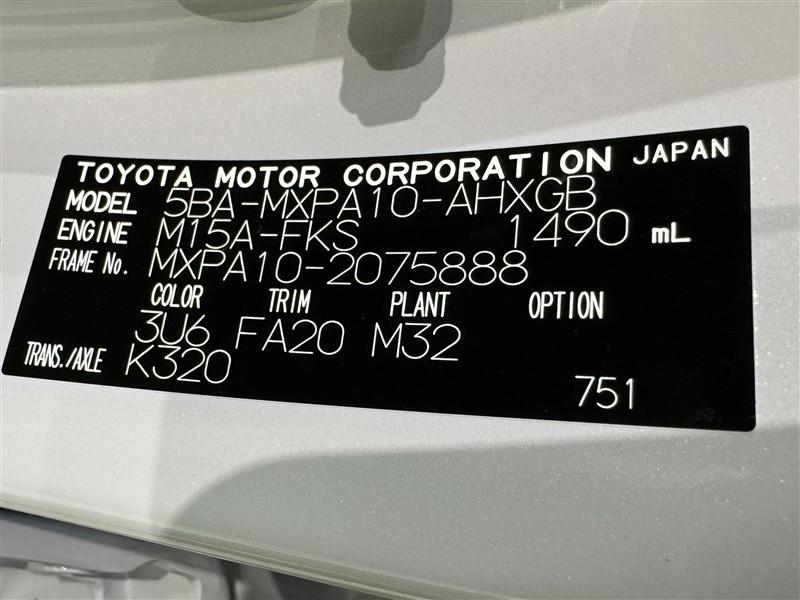 TOYOTA MOTOR CORPORATION JAPAN
MODEL 5BA-MXPA10-AHXGB
ENGINE M15A-FKS 1490 mL
FRAME No. MXPA10-2075888
COLOR TRIM PLANT OPTION
3U6 FA20 M32
TRANS./AXLE K320
751